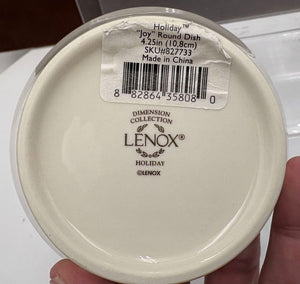 Holiday™
"Joy" Round Dish
4.25in (10.8cm)
SKU#827733
Made in China
8 82864 35808 0
DIMENSION
COLLECTION
LENOX®
HOLIDAY
©LENOX